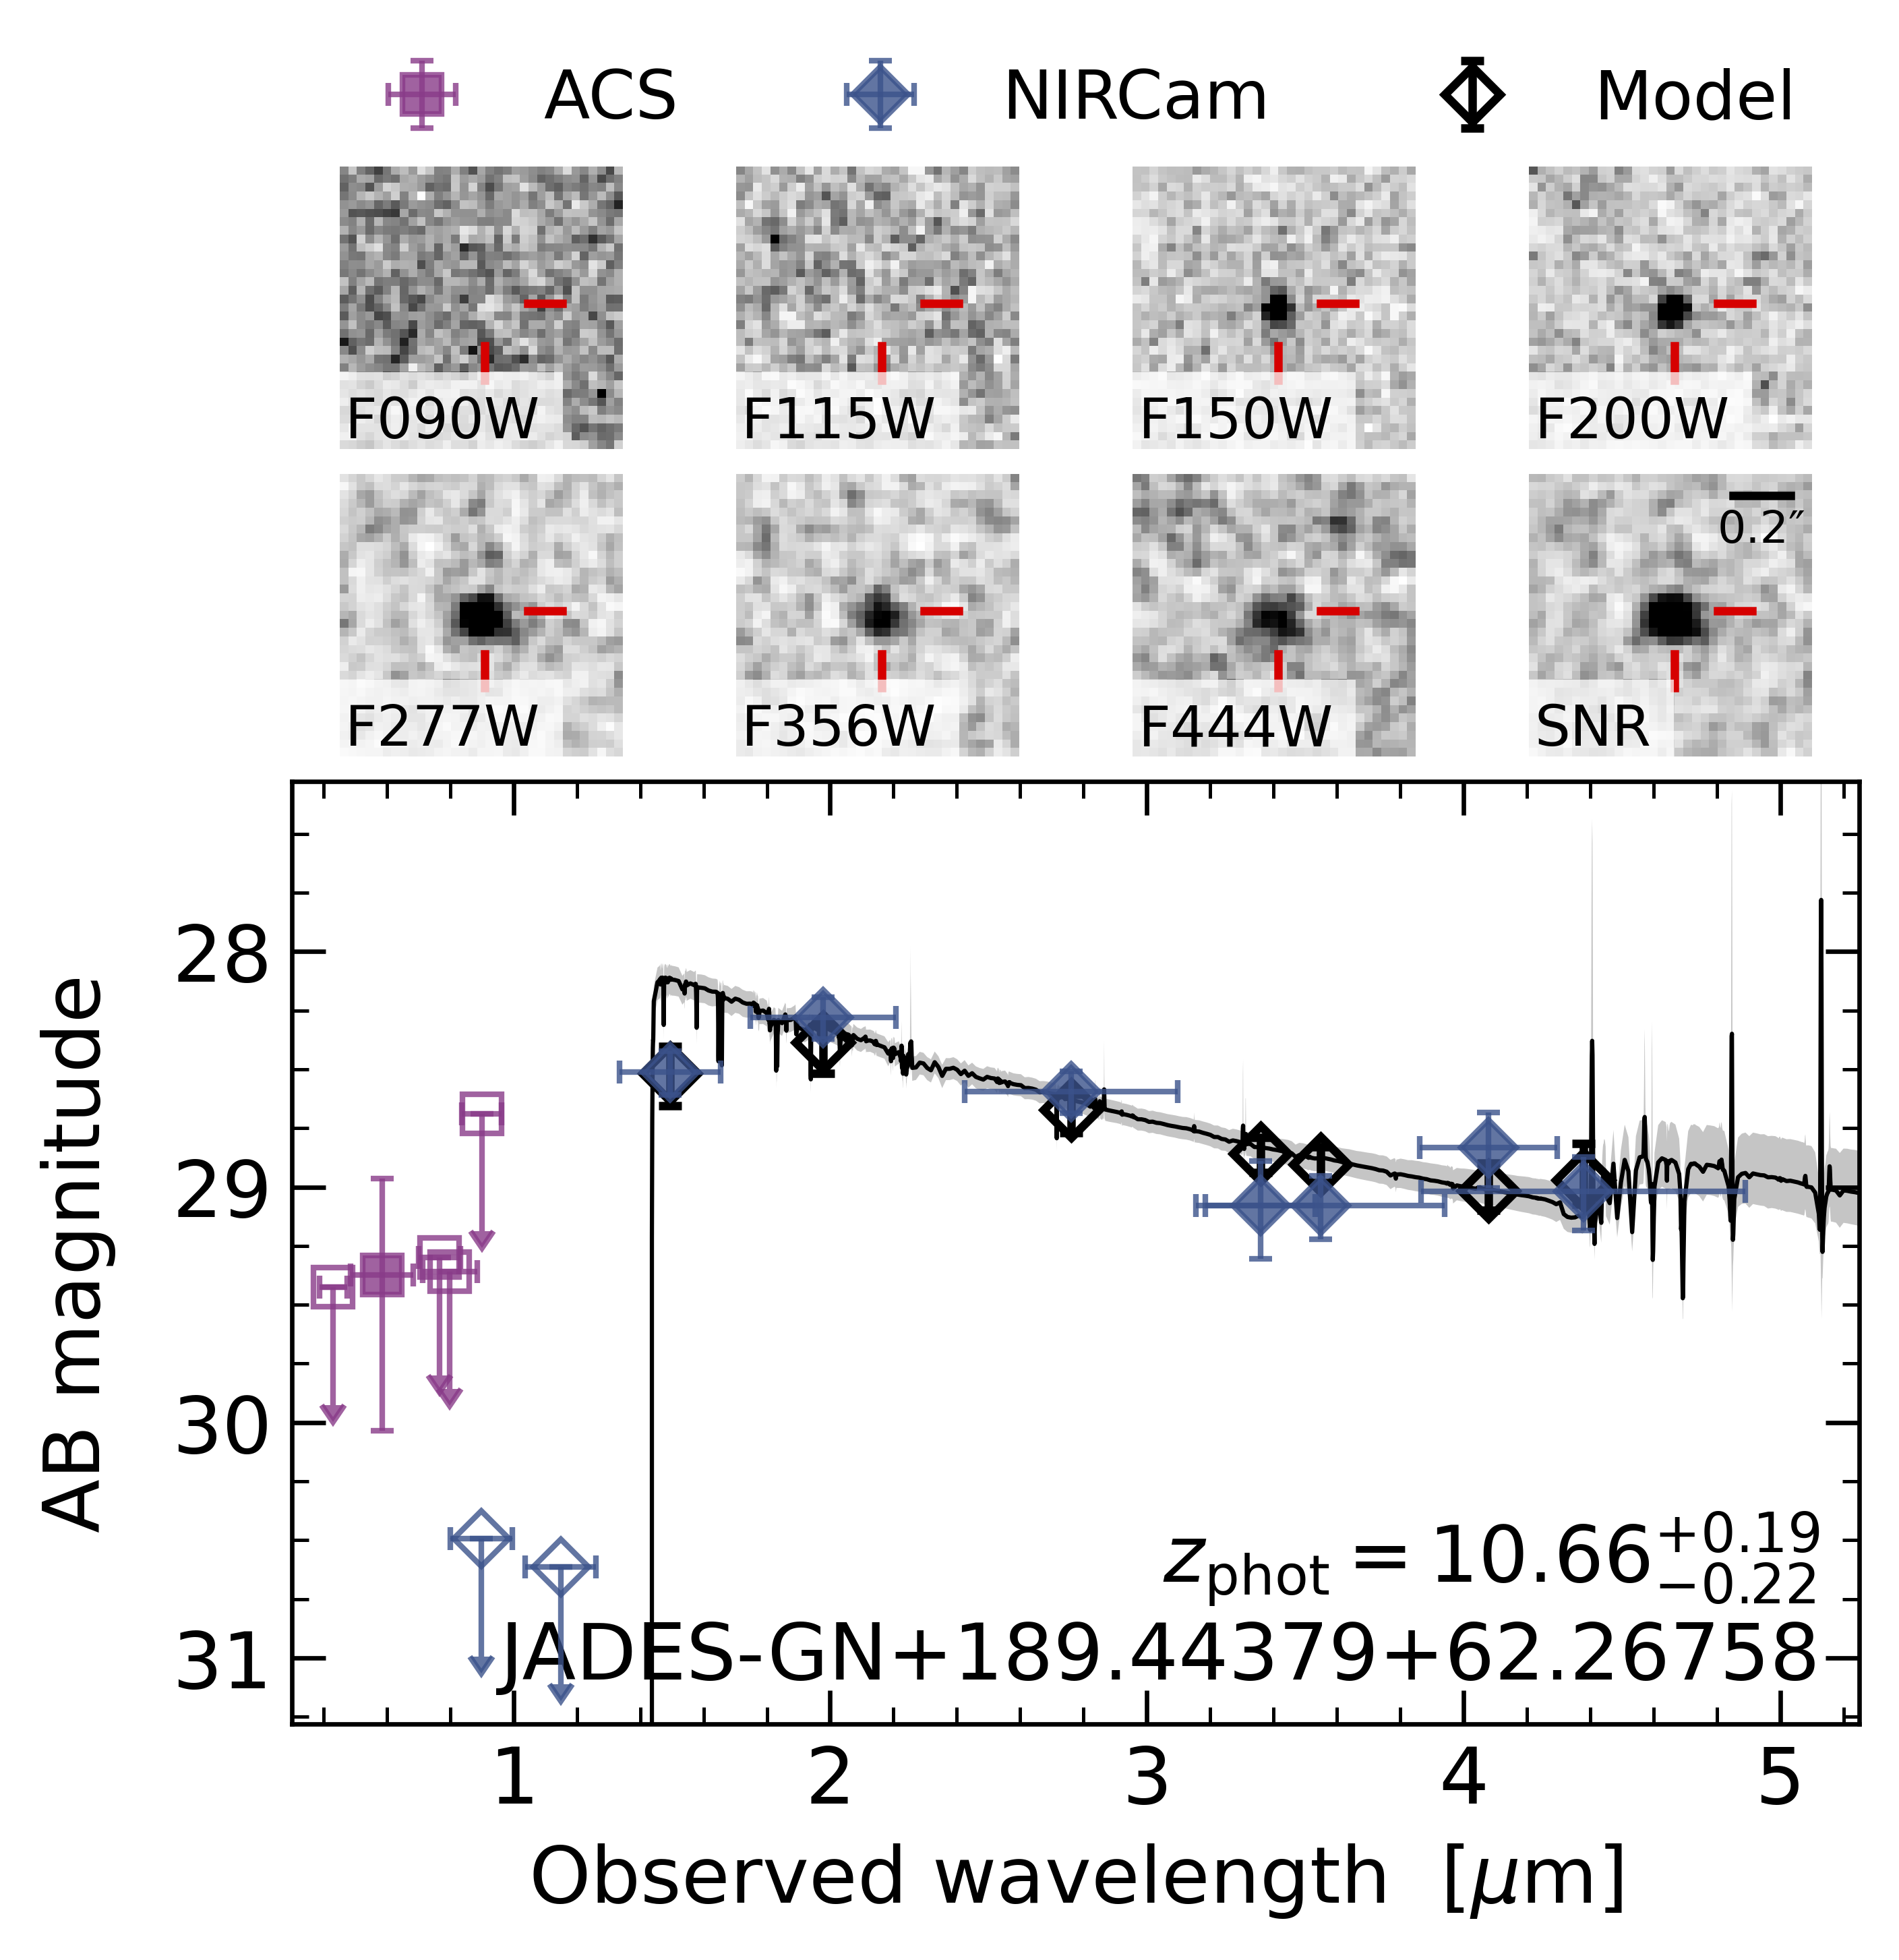 ACS NIRCam Model
F090W F115W F150W F200W
0.2″
F277W F356W F444W SNR
28
29
30
31
AB magnitude
z_phot = 10.66^{+0.19}_{−0.22}
JADES-GN+189.44379+62.26758
1 2 3 4 5
Observed wavelength [μm]